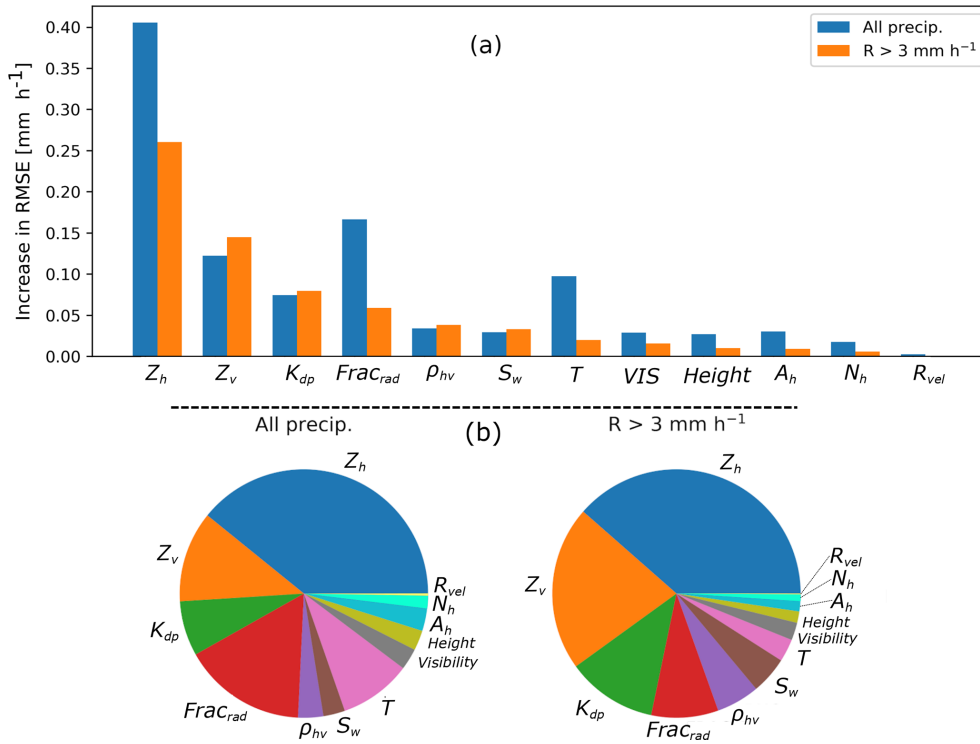 (a)
All precip.
R > 3 mm h⁻¹
Increase in RMSE [mm h⁻¹]
0.40
0.35
0.30
0.25
0.20
0.15
0.10
0.05
0.00
Z_h Z_v K_dp Frac_rad ρ_hv S_w T VIS Height A_h N_h R_vel
All precip.
(b)
R > 3 mm h⁻¹
Z_h
Z_v
K_dp
Frac_rad
ρ_hv
S_w
T
Visibility
Height
A_h
N_h
R_vel
Z_h
Z_v
K_dp
Frac_rad
ρ_hv
S_w
T
Visibility
Height
A_h
N_h
R_vel